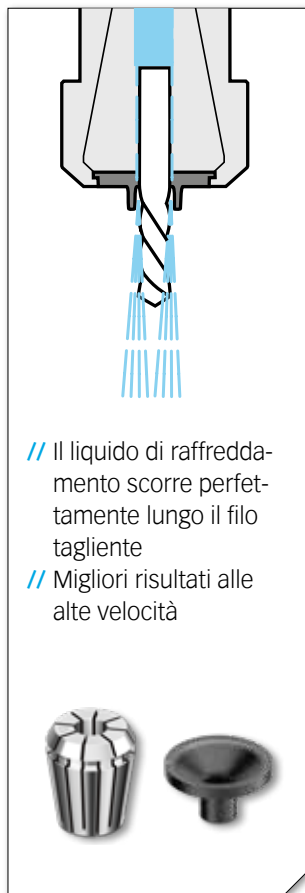 // Il liquido di raffredda-
mento scorre perfet-
tamente lungo il filo
tagliente
// Migliori risultati alle
alte velocità